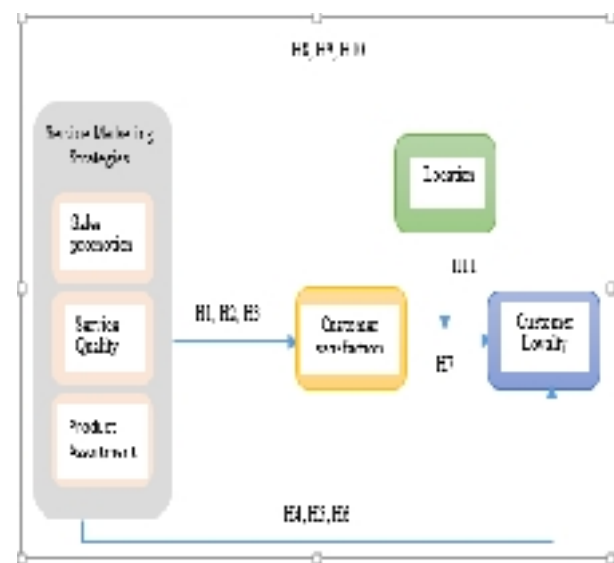 H8, H9, H10
Service Marketing
Strategies
Location
Sales
promotion
H11
H1, H2, H3
Service
Quality
Customer
satisfaction
Customer
Loyalty
H7
Product
Assortment
H4, H5, H6